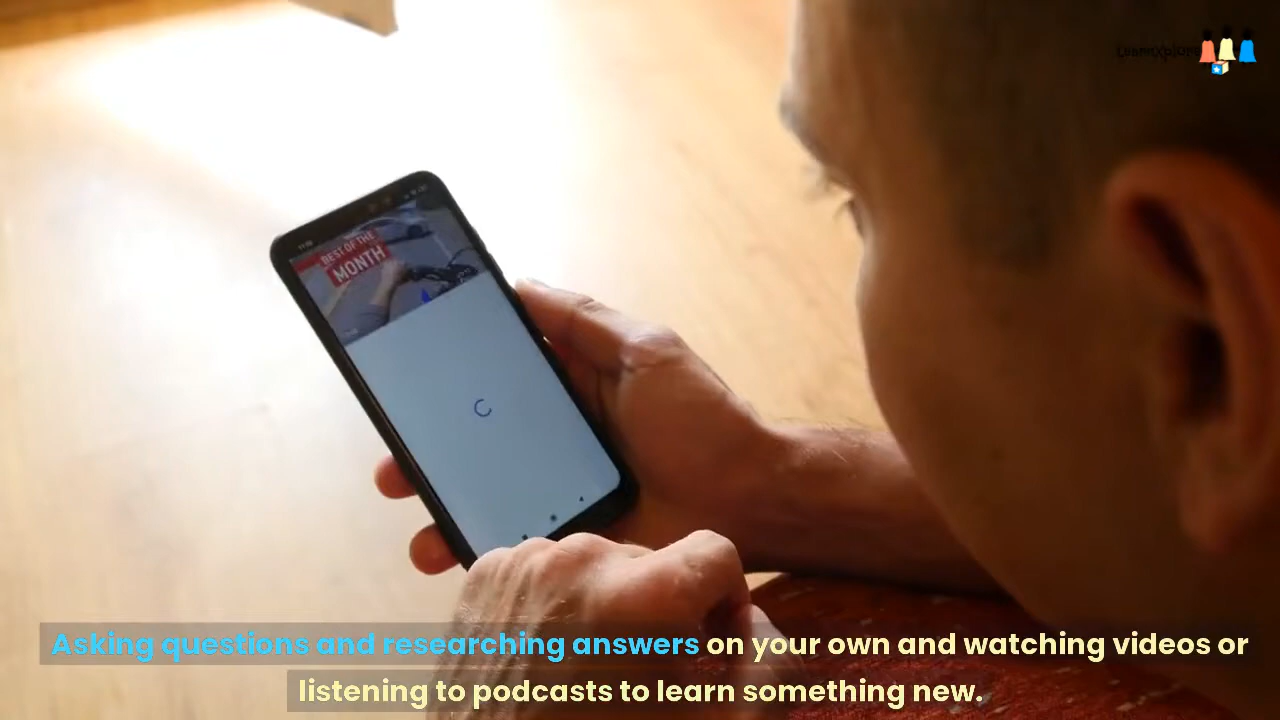 LearnXplore
BEST OF THE
MONTH
Asking questions and researching answers on your own and watching videos or
listening to podcasts to learn something new.